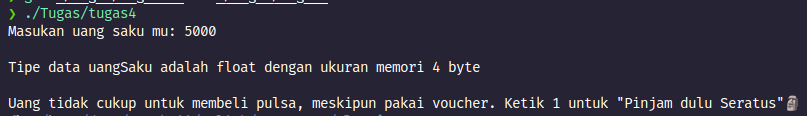 ❯ ./Tugas/tugas4
Masukan uang saku mu: 5000
Tipe data uangSaku adalah float dengan ukuran memori 4 byte
Uang tidak cukup untuk membeli pulsa, meskipun pakai voucher. Ketik 1 untuk "Pinjam dulu Seratus"🗿